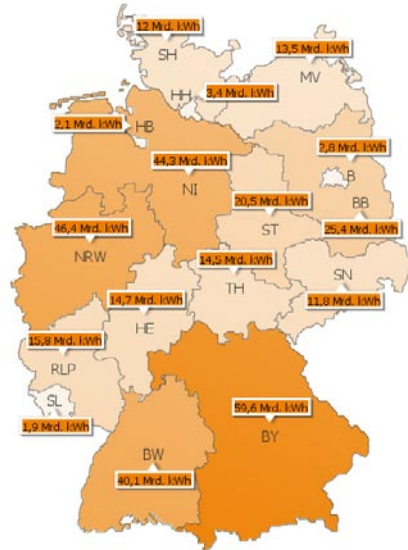 12 Mrd. kWh
SH
13,5 Mrd. kWh
MV
HH
3,4 Mrd. kWh
2,1 Mrd. kWh
HB
2,8 Mrd. kWh
B
44,3 Mrd. kWh
NI
20,5 Mrd. kWh
ST
BB
25,4 Mrd. kWh
46,4 Mrd. kWh
NRW
14,5 Mrd. kWh
TH
SN
11,8 Mrd. kWh
14,7 Mrd. kWh
HE
15,8 Mrd. kWh
RLP
SL
1,9 Mrd. kWh
59,6 Mrd. kWh
BY
BW
40,1 Mrd. kWh